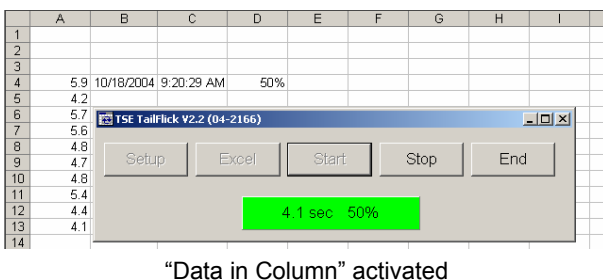 A B C D E F G H I
1
2
3
4 5.9 10/18/2004 9:20:29 AM 50%
5 4.2
6 5.7
TSE TailFlick V2.2 (04-2166)
7 5.6
8 4.8
Setup Excel Start Stop End
9 4.7
10 4.8
11 5.4
12 4.4
4.1 sec 50%
13 4.1
14
“Data in Column” activated